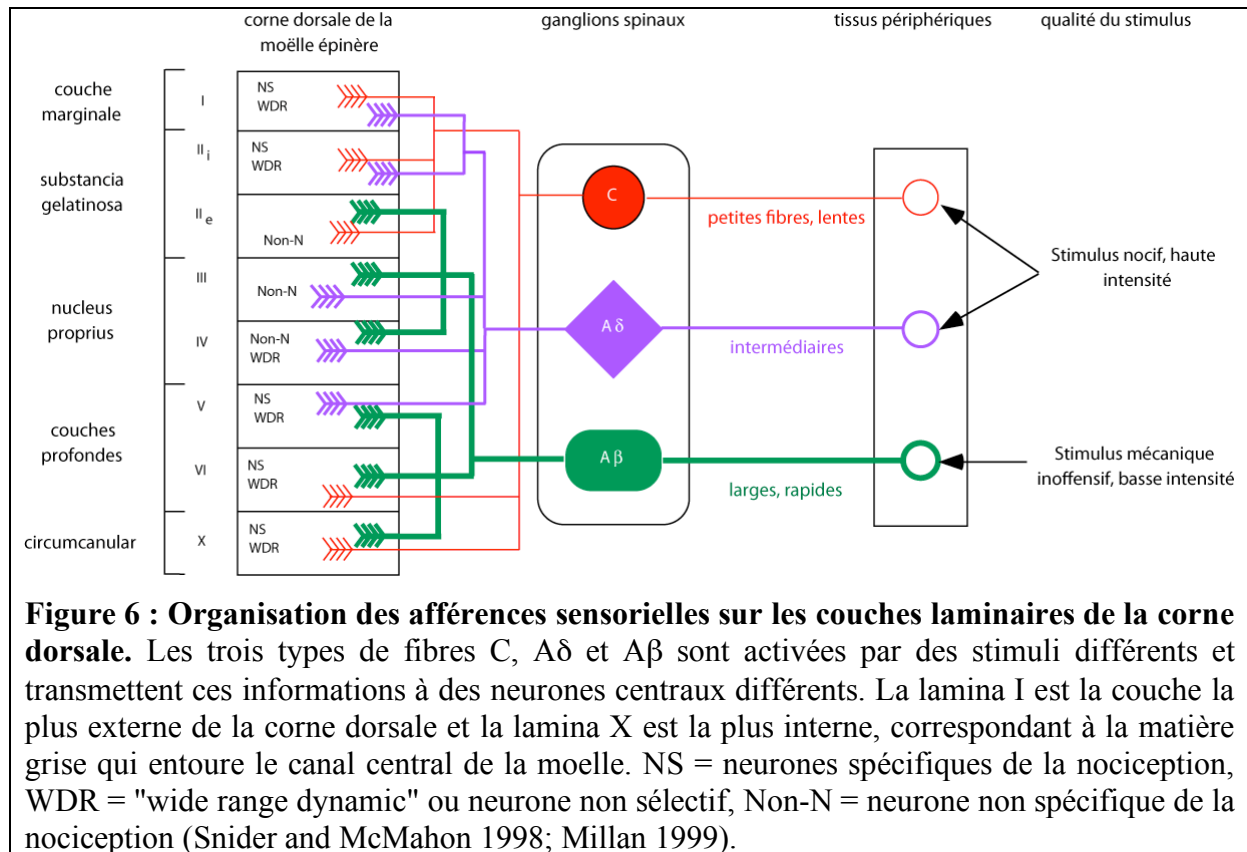 corne dorsale de la
moëlle épinère
ganglions spinaux
tissus périphériques
qualité du stimulus
couche
marginale
I
NS
WDR
substancia
gelatinosa
II i
NS
WDR
II e
Non-N
nucleus
proprius
III
Non-N
IV
Non-N
WDR
couches
profondes
V
NS
WDR
VI
NS
WDR
circumcanular
X
NS
WDR
C
petites fibres, lentes
A δ
intermédiaires
A β
larges, rapides
Stimulus nocif, haute
intensité
Stimulus mécanique
inoffensif, basse intensité
Figure 6 : Organisation des afférences sensorielles sur les couches laminaires de la corne
dorsale. Les trois types de fibres C, Aδ et Aβ sont activées par des stimuli différents et
transmettent ces informations à des neurones centraux différents. La lamina I est la couche la
plus externe de la corne dorsale et la lamina X est la plus interne, correspondant à la matière
grise qui entoure le canal central de la moelle. NS = neurones spécifiques de la nociception,
WDR = "wide range dynamic" ou neurone non sélectif, Non-N = neurone non spécifique de la
nociception (Snider and McMahon 1998; Millan 1999).